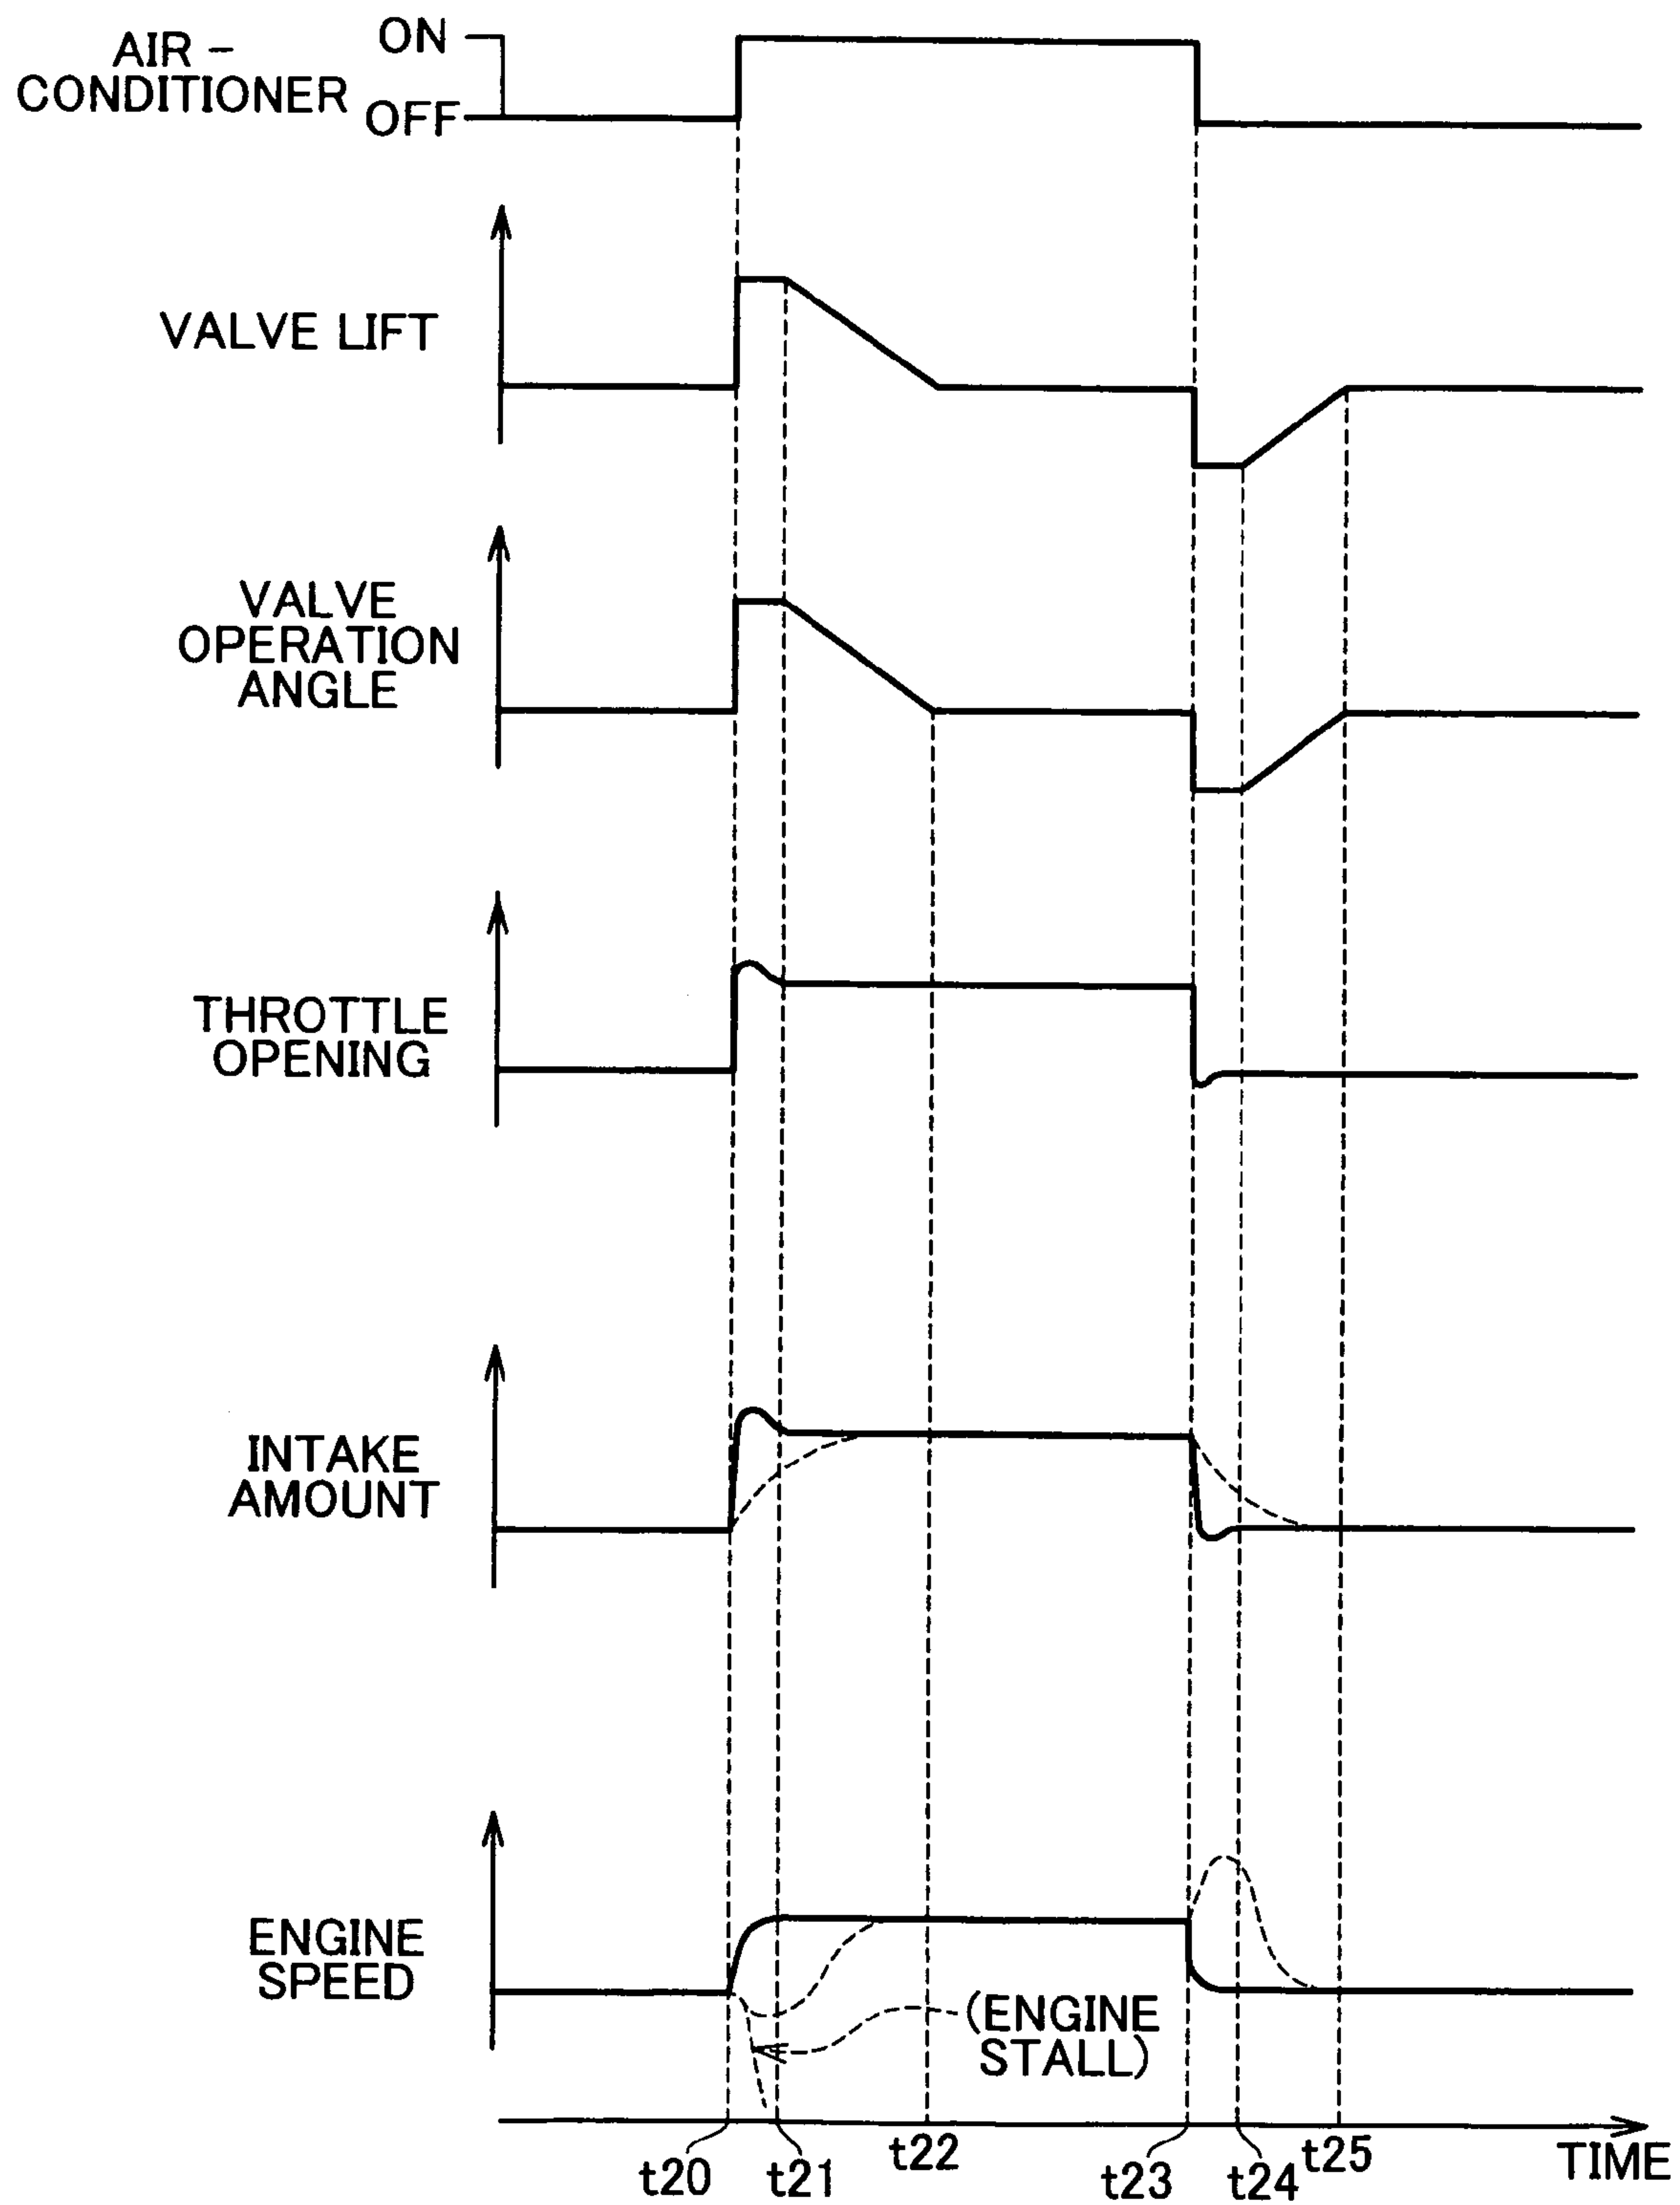 AIR -
CONDITIONER
ON
OFF
VALVE LIFT
VALVE
OPERATION
ANGLE
THROTTLE
OPENING
INTAKE
AMOUNT
ENGINE
SPEED
(ENGINE
STALL)
t20
t21
t22
t23
t24
t25
TIME